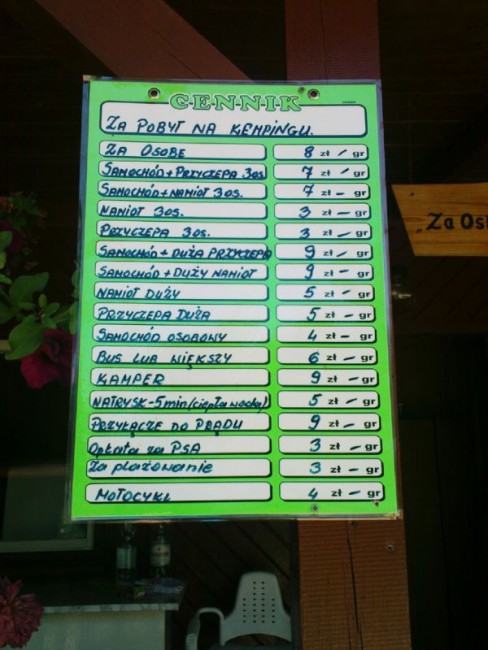 C·E·N·N·I·K
ZA POBYT NA KEMPINGU.
ZA OSOBĘ 8 zł — gr
SAMOCHÓD + PRZYCZEPA 3os. 7 zł — gr
SAMOCHÓD + NAMIOT 3os. 7 zł — gr
NAMIOT 3os. 3 zł — gr
PRZYCZEPA 3os. 3 zł — gr
SAMOCHÓD + DUŻA PRZYCZEPA 9 zł — gr
SAMOCHÓD + DUŻY NAMIOT 9 zł — gr
NAMIOT DUŻY 5 zł — gr
PRZYCZEPA DUŻA 5 zł — gr
SAMOCHÓD OSOBOWY 4 zł — gr
BUS LUB WIĘKSZY 6 zł — gr
KAMPER 9 zł — gr
NATRYSK - 5 min (ciepła woda) 5 zł — gr
PRZYŁĄCZE DO PRĄDU 9 zł — gr
Opłata za PSA 3 zł — gr
Za plażowanie 3 zł — gr
MOTOCYKL 4 zł — gr
"Za